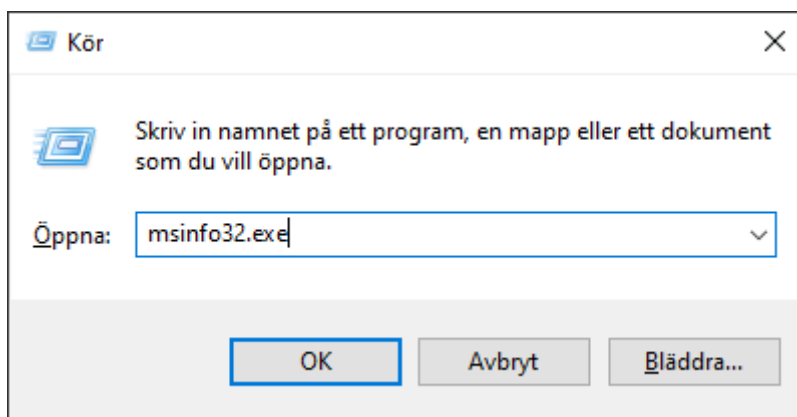 Kör
Skriv in namnet på ett program, en mapp eller ett dokument
som du vill öppna.
Öppna: msinfo32.exe
OK Avbryt Bläddra...